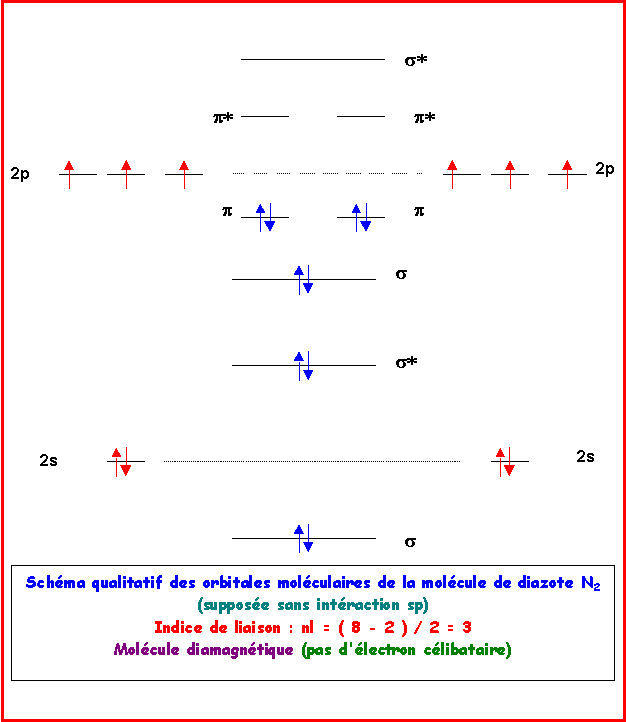 σ*
π* π*
2p 2p
π π
σ
σ*
2s 2s
σ
Schéma qualitatif des orbitales moléculaires de la molécule de diazote N₂
(supposée sans intéraction sp)
Indice de liaison : nl = ( 8 - 2 ) / 2 = 3
Molécule diamagnétique (pas d'électron célibataire)